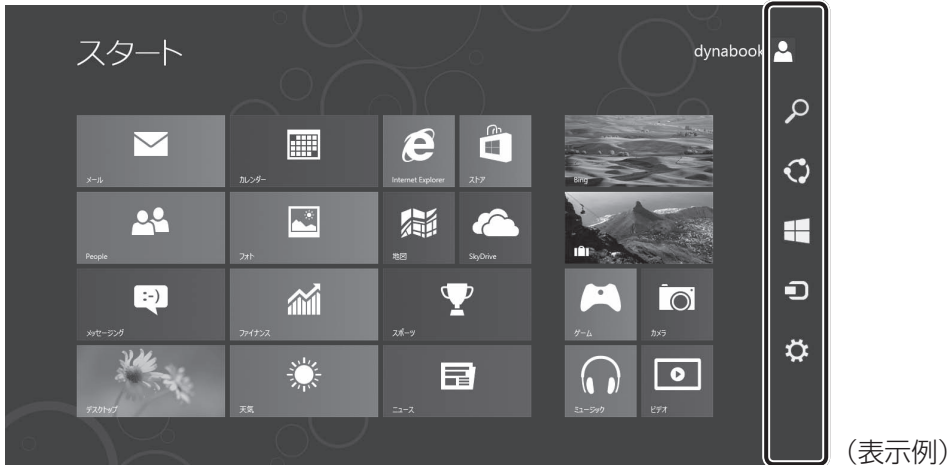 スタート
dynabook
メール
カレンダー
Internet Explorer
ストア
Bing
People
フォト
地図
SkyDrive
メッセージング
ファイナンス
スポーツ
ゲーム
カメラ
デスクトップ
天気
ニュース
ミュージック
ビデオ
（表示例）